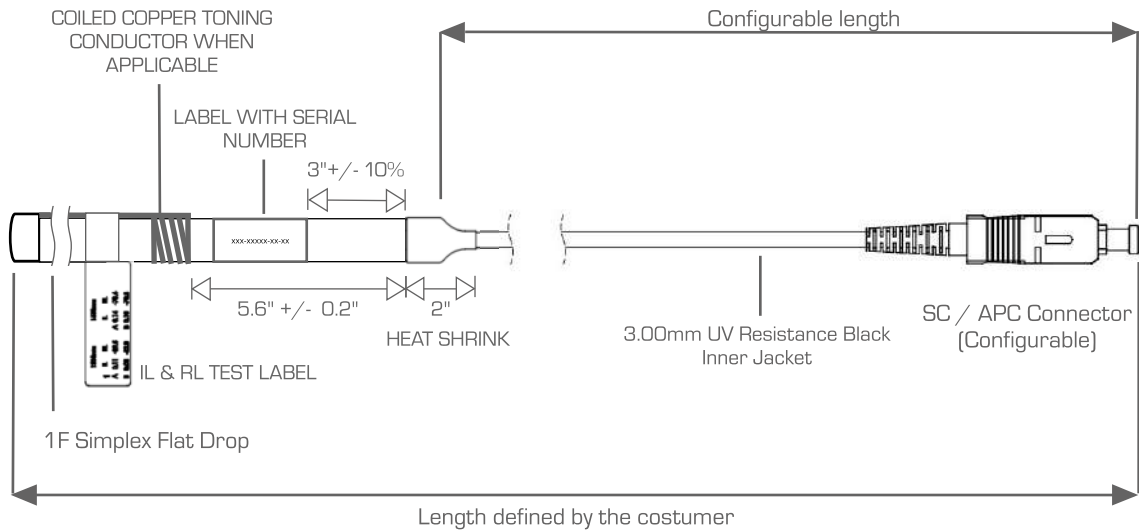 COILED COPPER TONING
CONDUCTOR WHEN
APPLICABLE
Configurable length
LABEL WITH SERIAL
NUMBER
3"+/- 10%
xxx-xxxxx-xx-xx
5.6" +/- 0.2"
2"
HEAT SHRINK
3.00mm UV Resistance Black
Inner Jacket
SC / APC Connector
(Configurable)
IL & RL TEST LABEL
1F Simplex Flat Drop
Length defined by the costumer